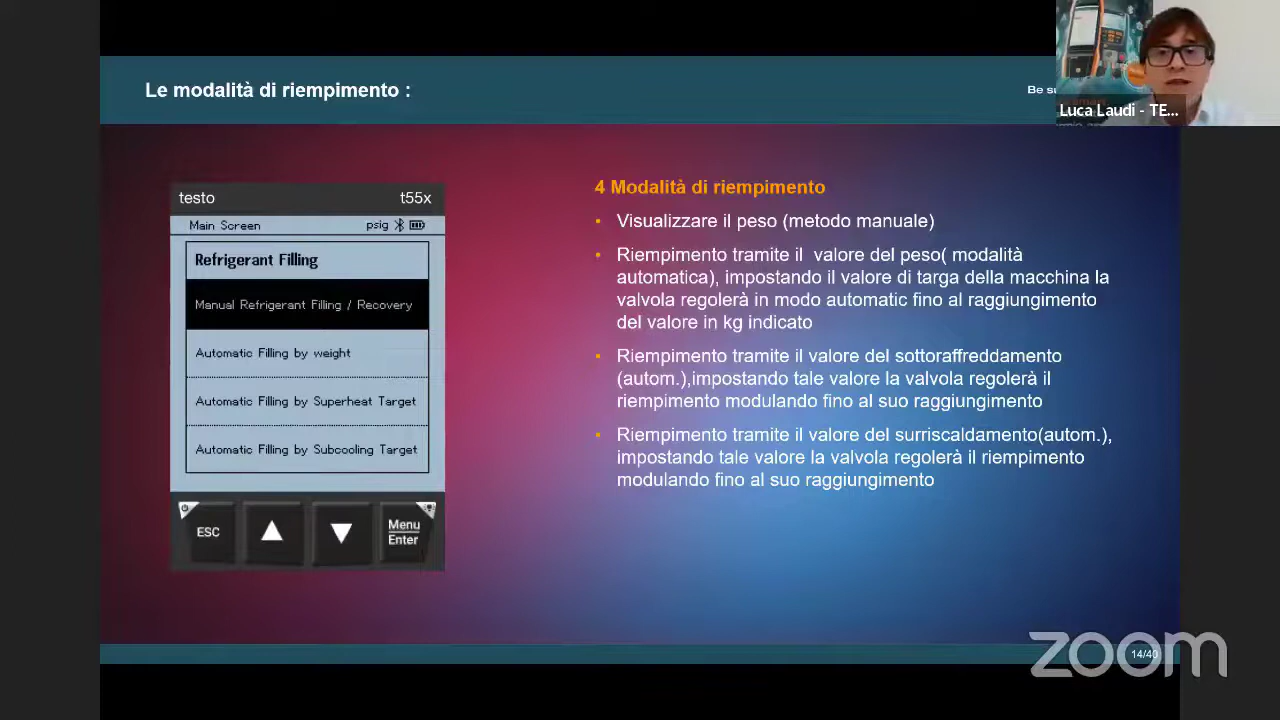 Le modalità di riempimento :
Be su
Luca Laudi - TE...
testo t55x
Main Screen psig
Refrigerant Filling
Manual Refrigerant Filling / Recovery
Automatic Filling by weight
Automatic Filling by Superheat Target
Automatic Filling by Subcooling Target
ESC
Menu
Enter
4 Modalità di riempimento
• Visualizzare il peso (metodo manuale)
• Riempimento tramite il valore del peso( modalità
automatica), impostando il valore di targa della macchina la
valvola regolerà in modo automatic fino al raggiungimento
del valore in kg indicato
• Riempimento tramite il valore del sottoraffreddamento
(autom.),impostando tale valore la valvola regolerà il
riempimento modulando fino al suo raggiungimento
• Riempimento tramite il valore del surriscaldamento(autom.),
impostando tale valore la valvola regolerà il riempimento
modulando fino al suo raggiungimento
14/40
zoom